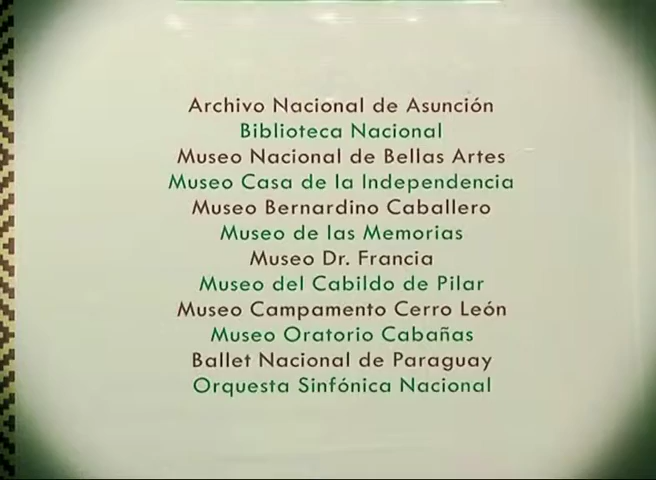 Archivo Nacional de Asunción
Biblioteca Nacional
Museo Nacional de Bellas Artes
Museo Casa de la Independencia
Museo Bernardino Caballero
Museo de las Memorias
Museo Dr. Francia
Museo del Cabildo de Pilar
Museo Campamento Cerro León
Museo Oratorio Cabañas
Ballet Nacional de Paraguay
Orquesta Sinfónica Nacional